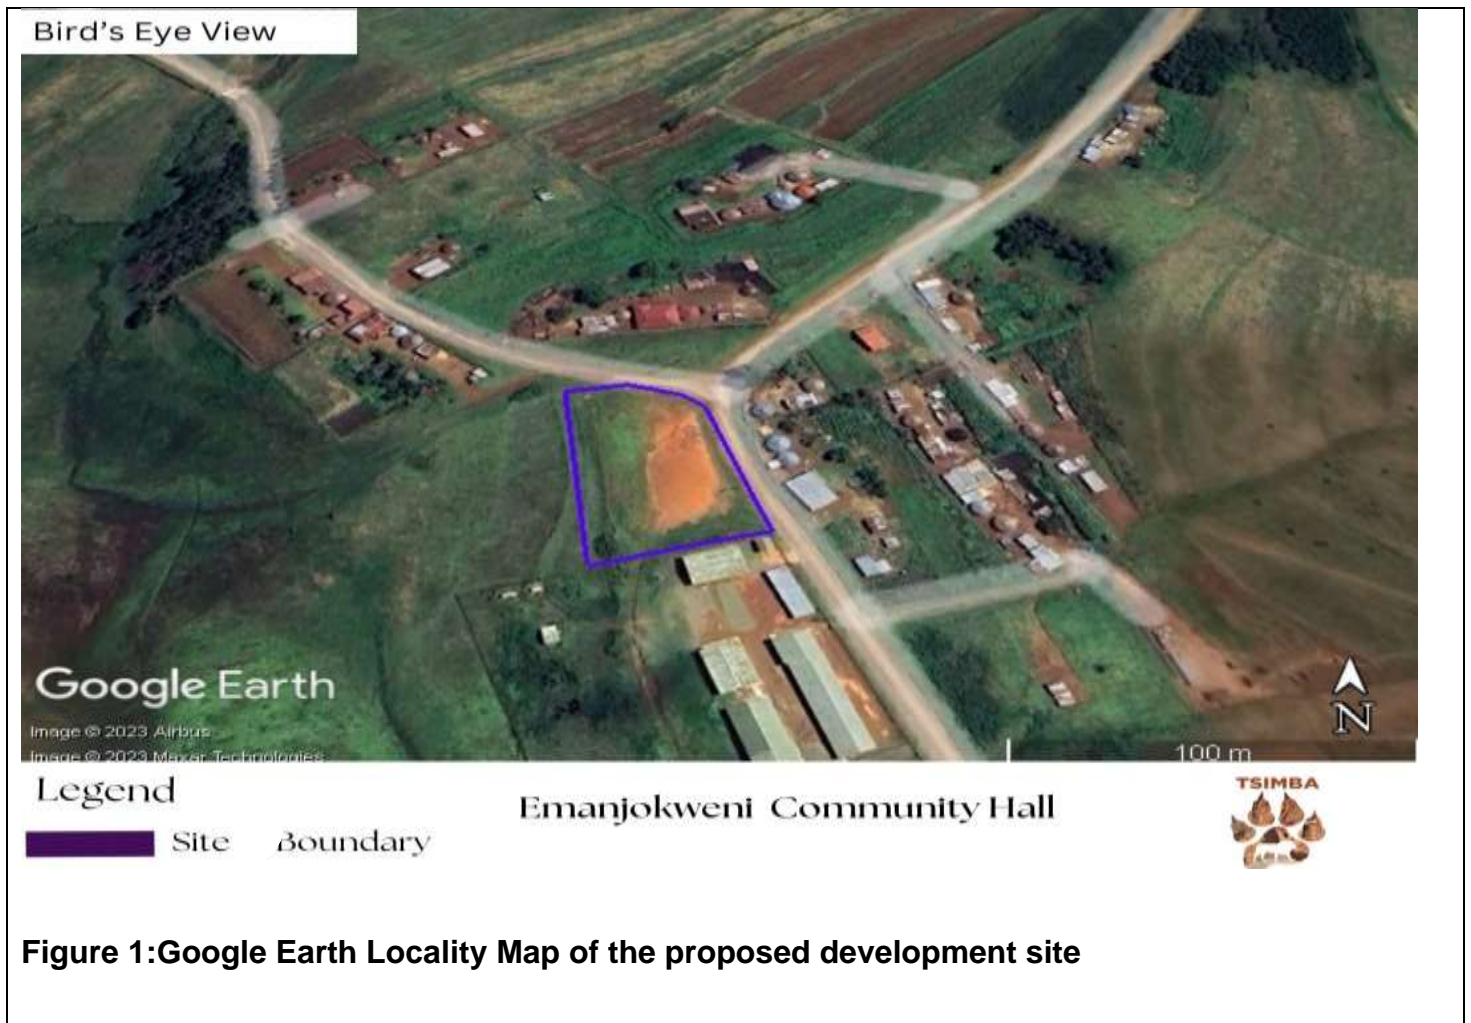 Bird's Eye View
Google Earth
Image © 2023 Airbus
Image © 2023 Maxar Technologies
N
100 m
Legend
Site Boundary
Emanjokweni Community Hall
TSIMBA
Figure 1:Google Earth Locality Map of the proposed development site